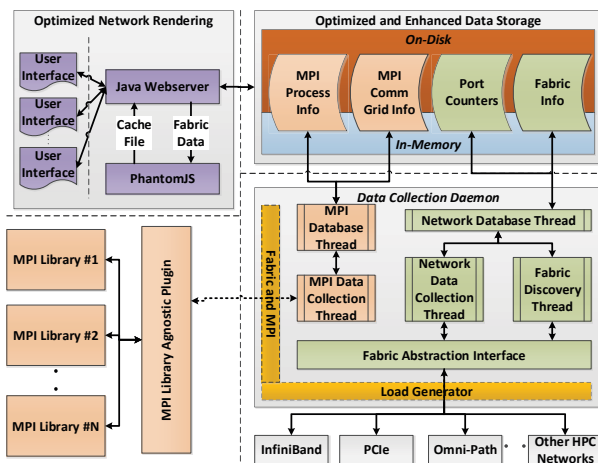 Optimized Network Rendering
User
Interface
User
Interface
User
Interface
Java Webserver
Cache
File
Fabric
Data
PhantomJS
Optimized and Enhanced Data Storage
On-Disk
MPI
Process
Info
MPI
Comm
Grid Info
Port
Counters
Fabric
Info
In-Memory
Data Collection Daemon
MPI
Database
Thread
Network Database Thread
MPI Data
Collection
Thread
Network
Data
Collection
Thread
Fabric
Discovery
Thread
Fabric and MPI
Fabric Abstraction Interface
Load Generator
MPI Library #1
MPI Library #2
MPI Library #N
MPI Library Agnostic Plugin
InfiniBand
PCIe
Omni-Path
Other HPC
Networks